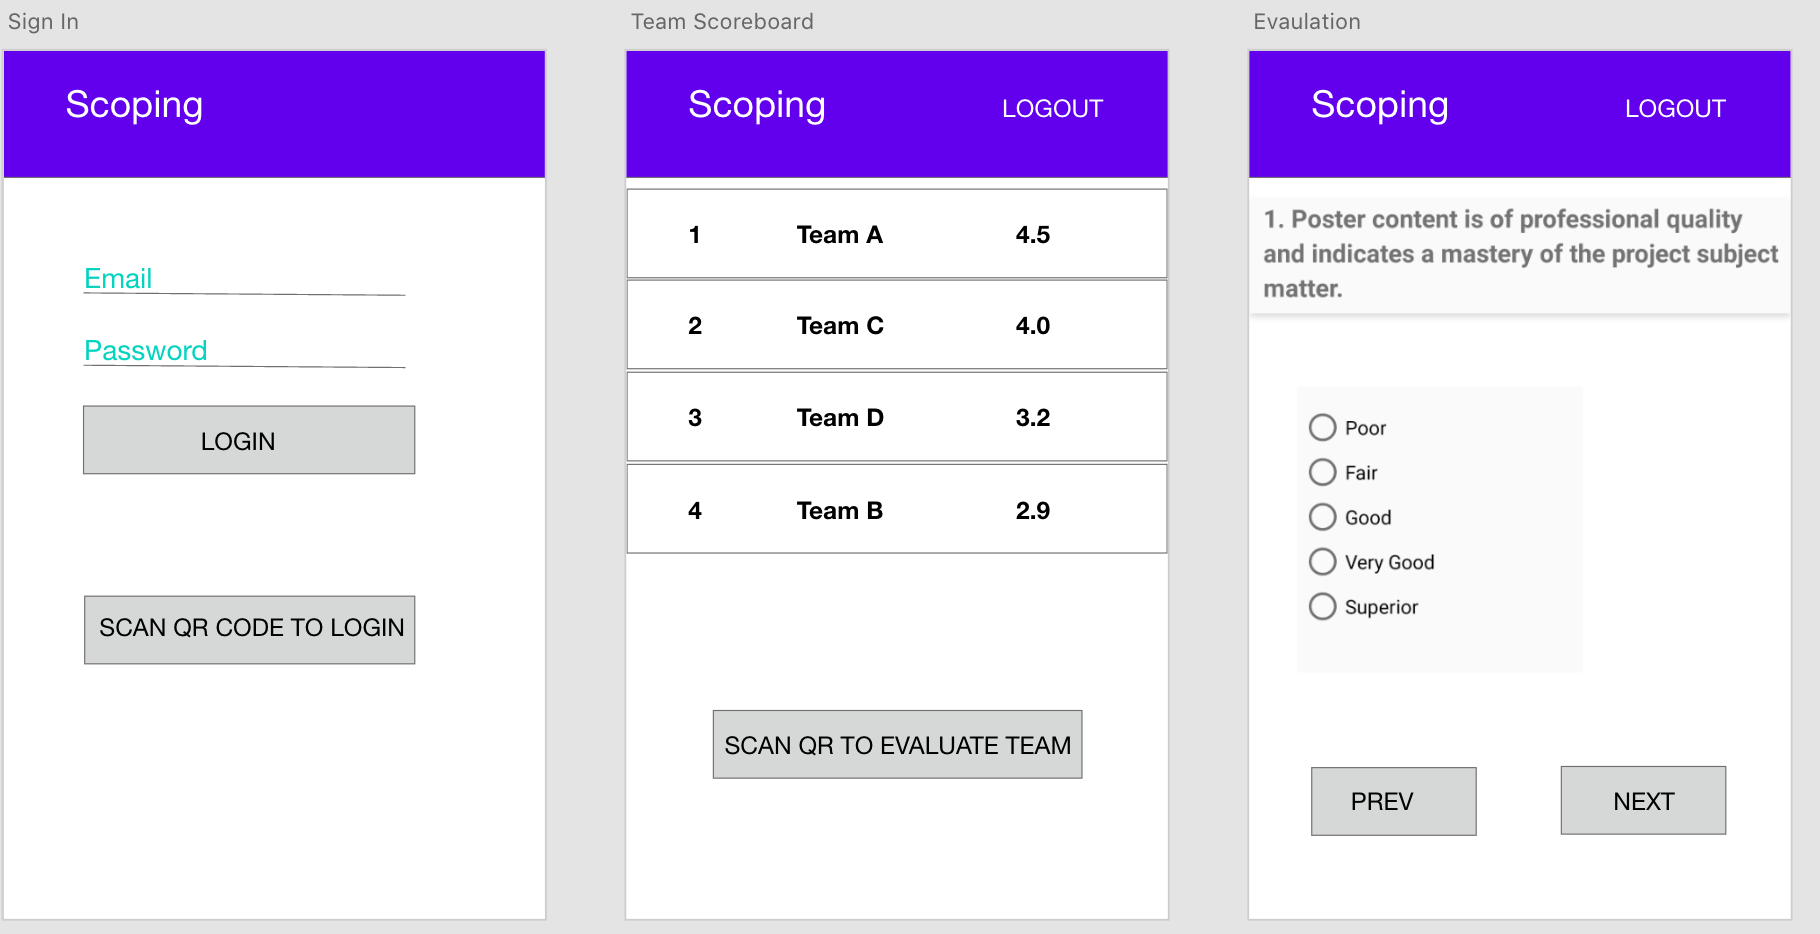 Sign In
Scoping
Email
Password
LOGIN
SCAN QR CODE TO LOGIN
Team Scoreboard
Scoping LOGOUT
1 Team A 4.5
2 Team C 4.0
3 Team D 3.2
4 Team B 2.9
SCAN QR TO EVALUATE TEAM
Evaulation
Scoping LOGOUT
1. Poster content is of professional quality
and indicates a mastery of the project subject
matter.
Poor
Fair
Good
Very Good
Superior
PREV NEXT